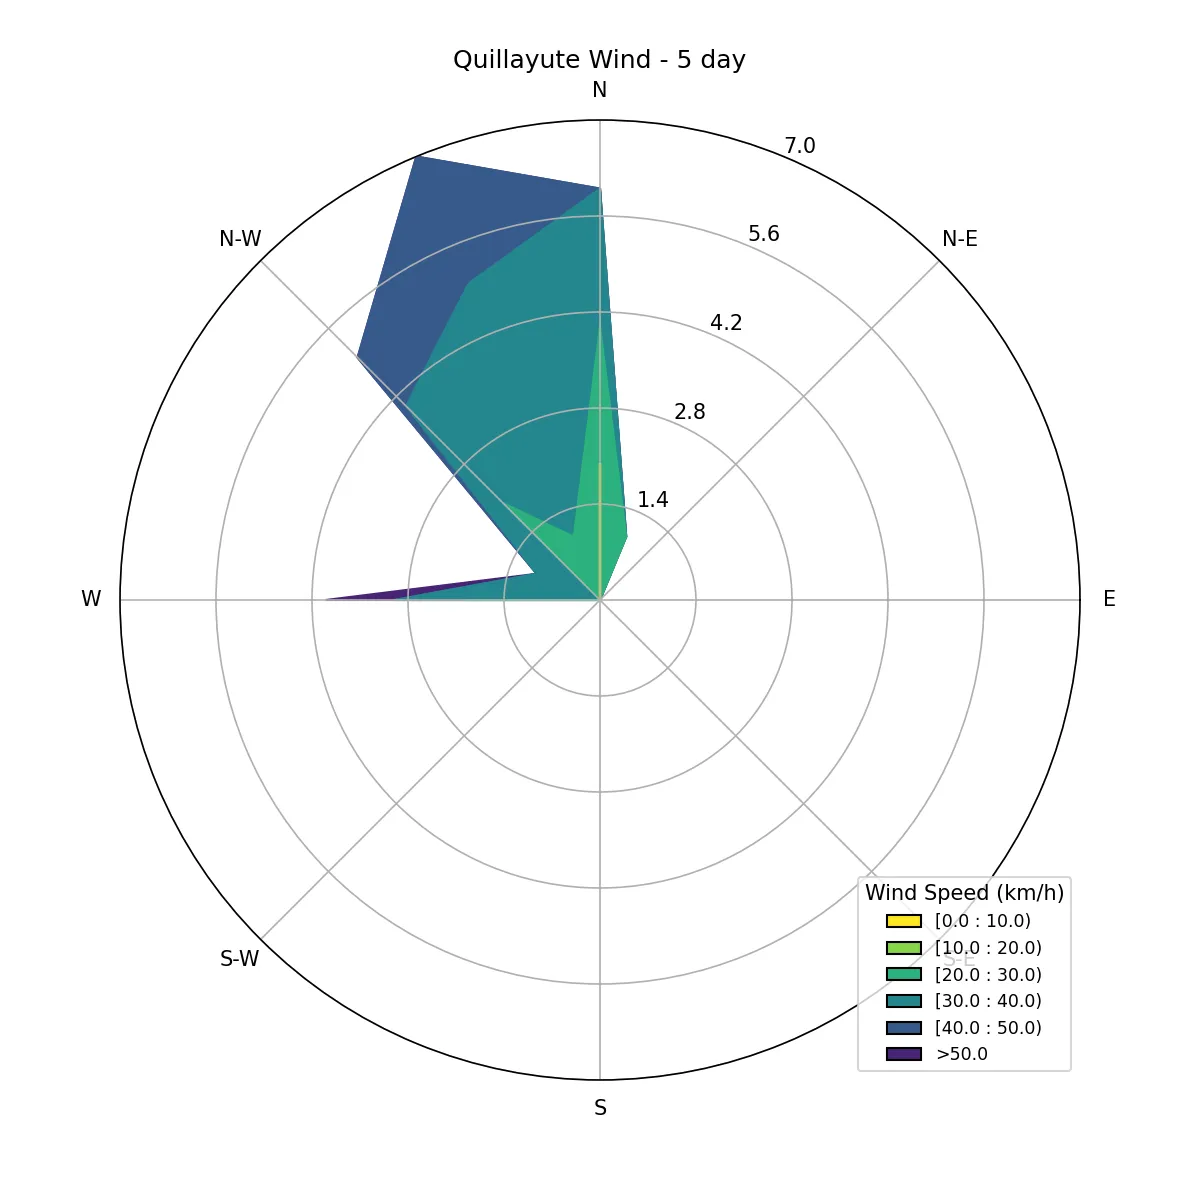 Quillayute Wind - 5 day
N
7.0
N-W
5.6
N-E
4.2
2.8
1.4
W
E
Wind Speed (km/h)
[0.0 : 10.0)
[10.0 : 20.0)
S-W
S-E
[20.0 : 30.0)
[30.0 : 40.0)
[40.0 : 50.0)
>50.0
S